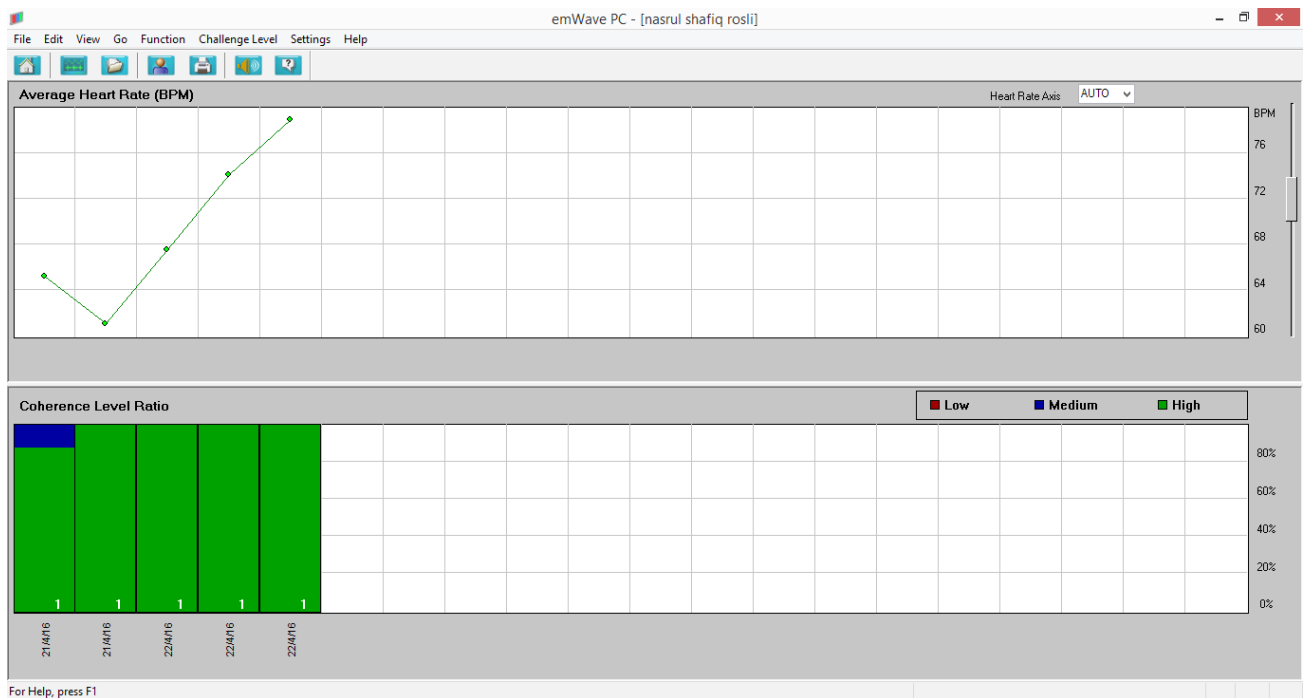 emWave PC - [nasrul shafiq rosli]
File Edit View Go Function Challenge Level Settings Help
Average Heart Rate (BPM)
Heart Rate Axis AUTO
BPM
76
72
68
64
60
Coherence Level Ratio
Low Medium High
80%
60%
40%
20%
0%
1 1 1 1 1
21/4/16 21/4/16 22/4/16 22/4/16 22/4/16
For Help, press F1